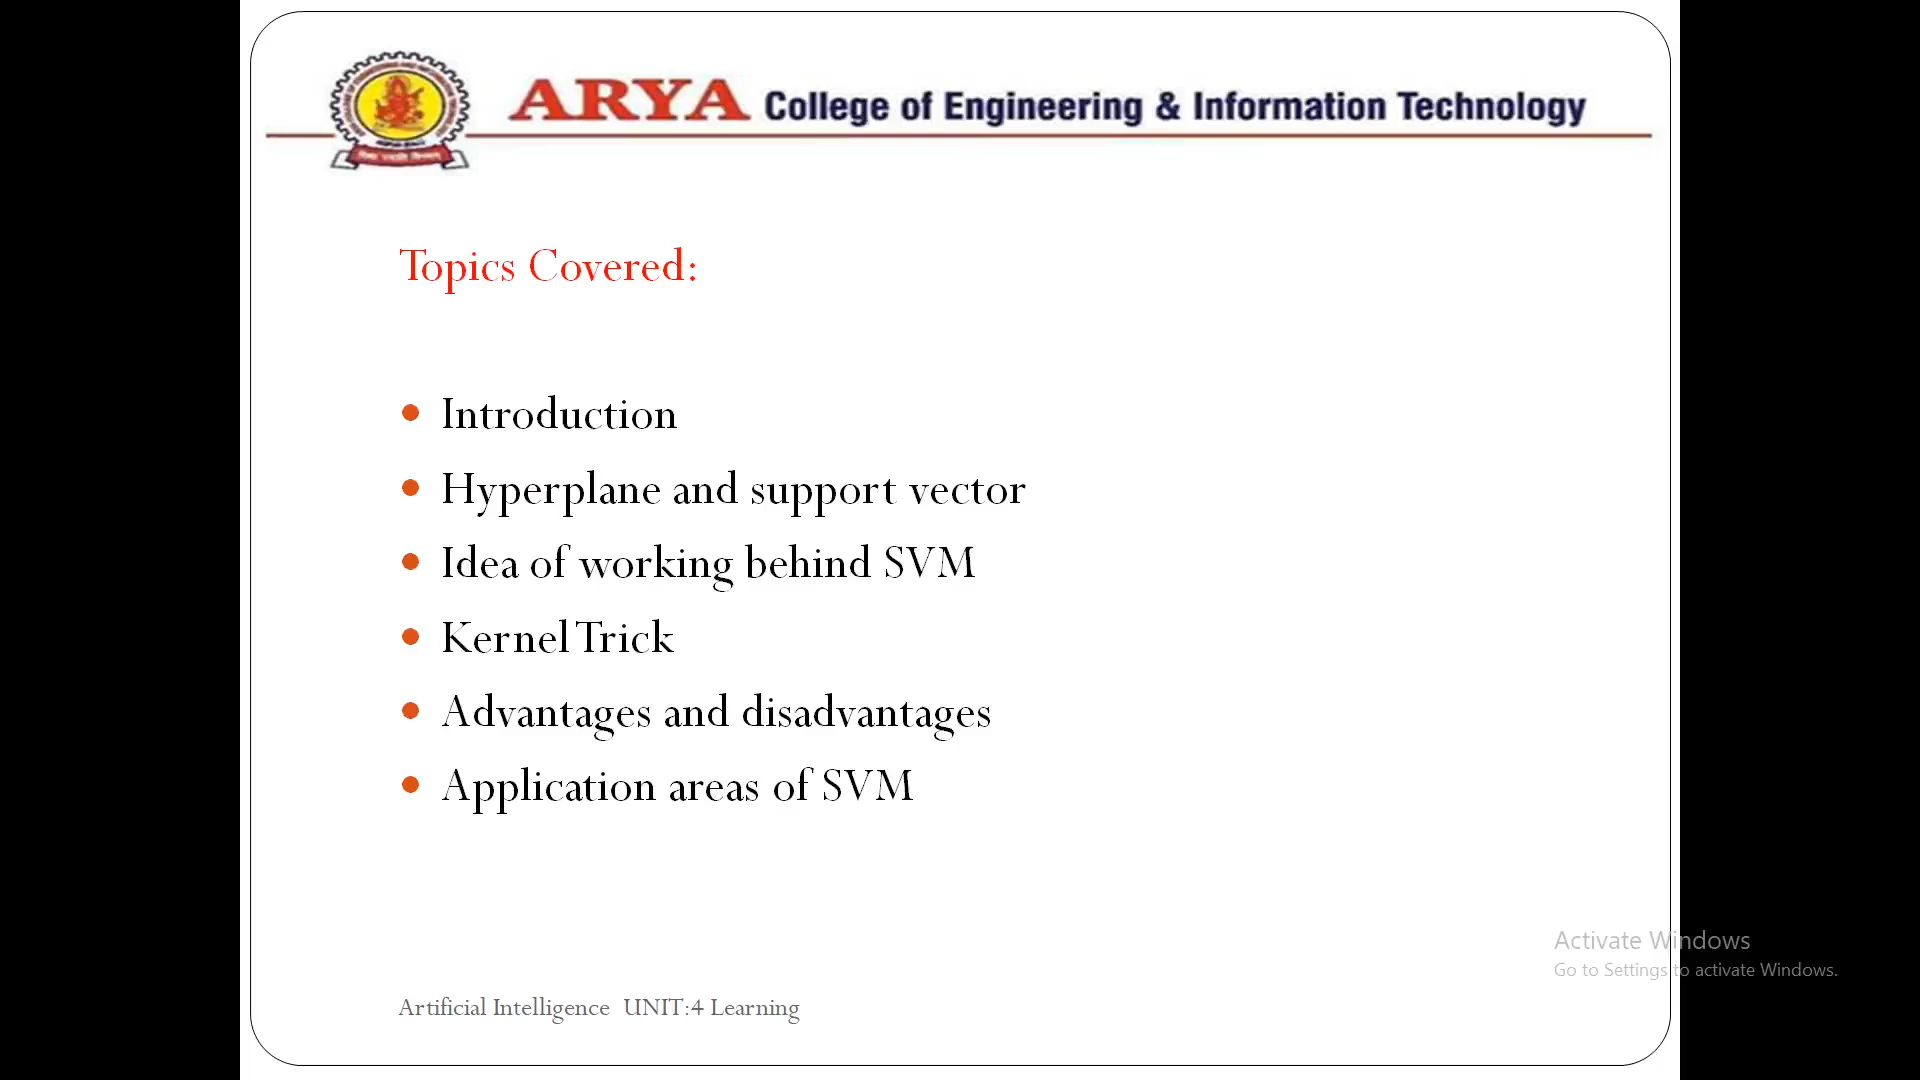 ARYA College of Engineering & Information Technology
Topics Covered:
• Introduction
• Hyperplane and support vector
• Idea of working behind SVM
• Kernel Trick
• Advantages and disadvantages
• Application areas of SVM
Activate Windows
Go to Settings to activate Windows.
Artificial Intelligence UNIT:4 Learning